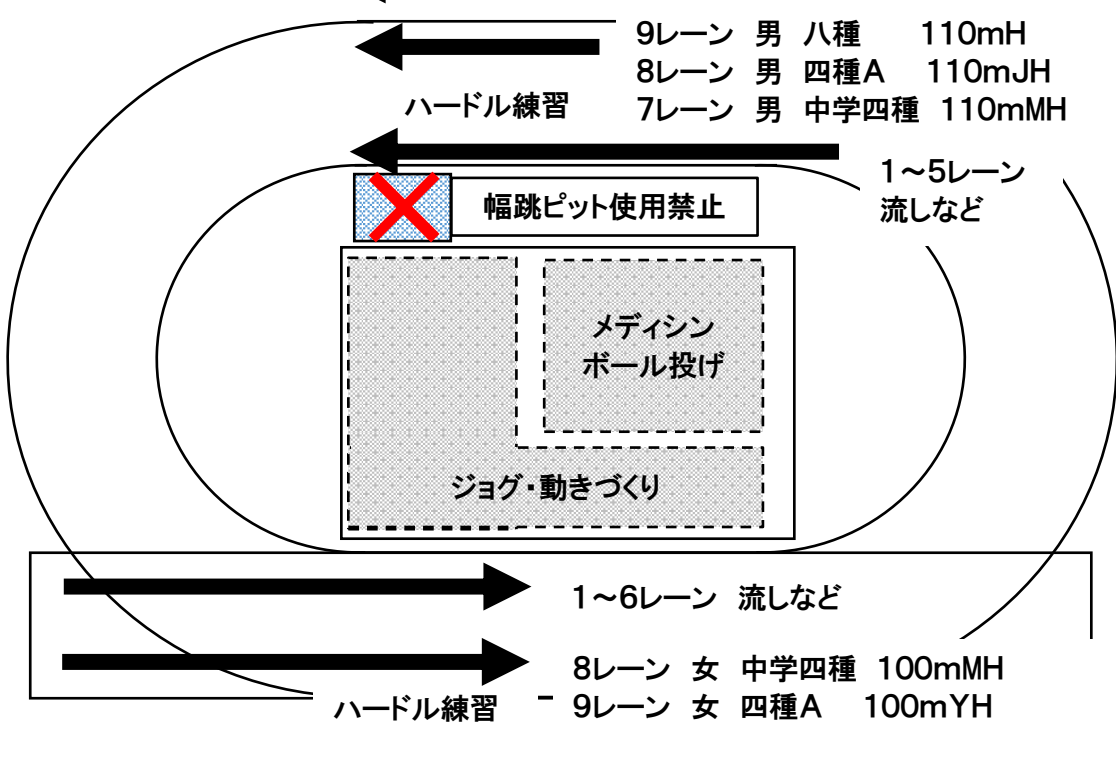 9レーン 男 八種 110mH
8レーン 男 四種A 110mJH
7レーン 男 中学四種 110mMH
ハードル練習
1～5レーン
流しなど
幅跳ピット使用禁止
メディシン
ボール投げ
ジョグ・動きづくり
1～6レーン 流しなど
8レーン 女 中学四種 100mMH
9レーン 女 四種A 100mYH
ハードル練習